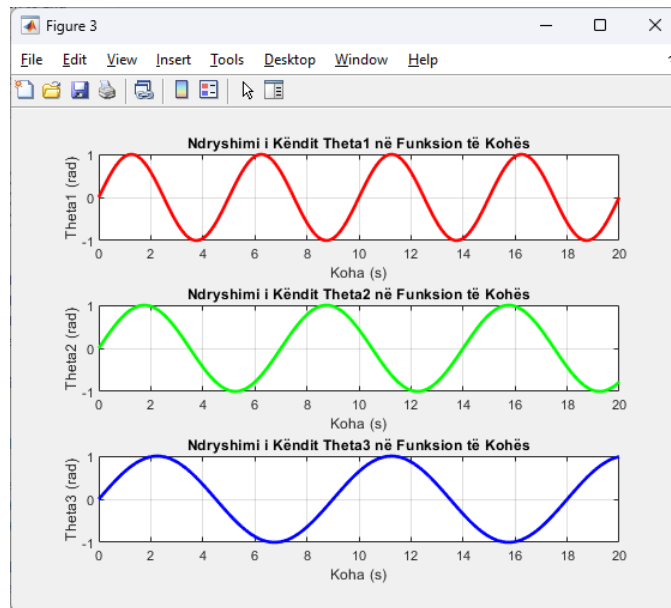 Figure 3
File Edit View Insert Tools Desktop Window Help
Ndryshimi i Këndit Theta1 në Funksion të Kohës
Theta1 (rad)
1
0
-1
0 2 4 6 8 10 12 14 16 18 20
Koha (s)
Ndryshimi i Këndit Theta2 në Funksion të Kohës
Theta2 (rad)
1
0
-1
0 2 4 6 8 10 12 14 16 18 20
Koha (s)
Ndryshimi i Këndit Theta3 në Funksion të Kohës
Theta3 (rad)
1
0
-1
0 2 4 6 8 10 12 14 16 18 20
Koha (s)